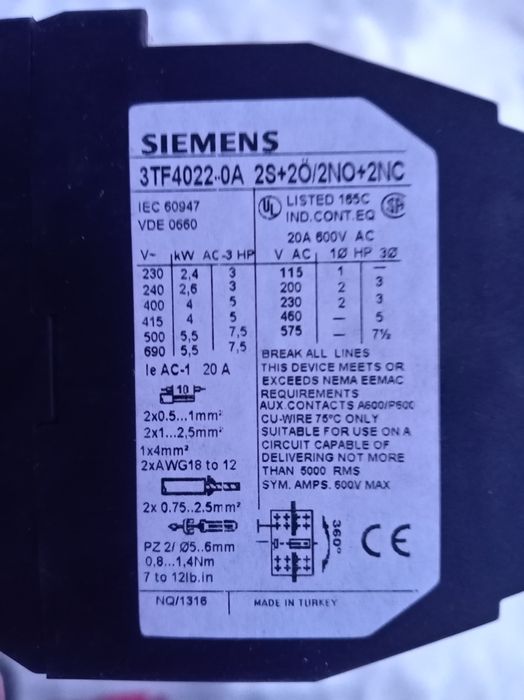 SIEMENS
3TF4022-0A 2S+2Ö/2NO+2NC
IEC 60947
VDE 0660
UL LISTED 165C
IND.CONT.EQ
20A 600V AC
V~ kW AC-3 HP
230 2,4 3
240 2,6 3
400 4 5
415 4 5
500 5,5 7,5
690 5,5 7,5
Ie AC-1 20 A
10
2x0.5...1mm²
2x1...2,5mm²
1x4mm²
2xAWG18 to 12
2x 0.75..2.5mm²
PZ 2/ Ø5..6mm
0,8...1,4Nm
7 to 12lb.in
V AC 1Ø HP 3Ø
115 1 —
200 2 3
230 2 3
460 — 5
575 — 7½
BREAK ALL LINES
THIS DEVICE MEETS OR
EXCEEDS NEMA EEMAC
REQUIREMENTS
AUX.CONTACTS A600/P600
CU-WIRE 75°C ONLY
SUITABLE FOR USE ON A
CIRCUIT CAPABLE OF
DELIVERING NOT MORE
THAN 5000 RMS
SYM. AMPS. 600V MAX
360°
CE
NQ/1316
MADE IN TURKEY